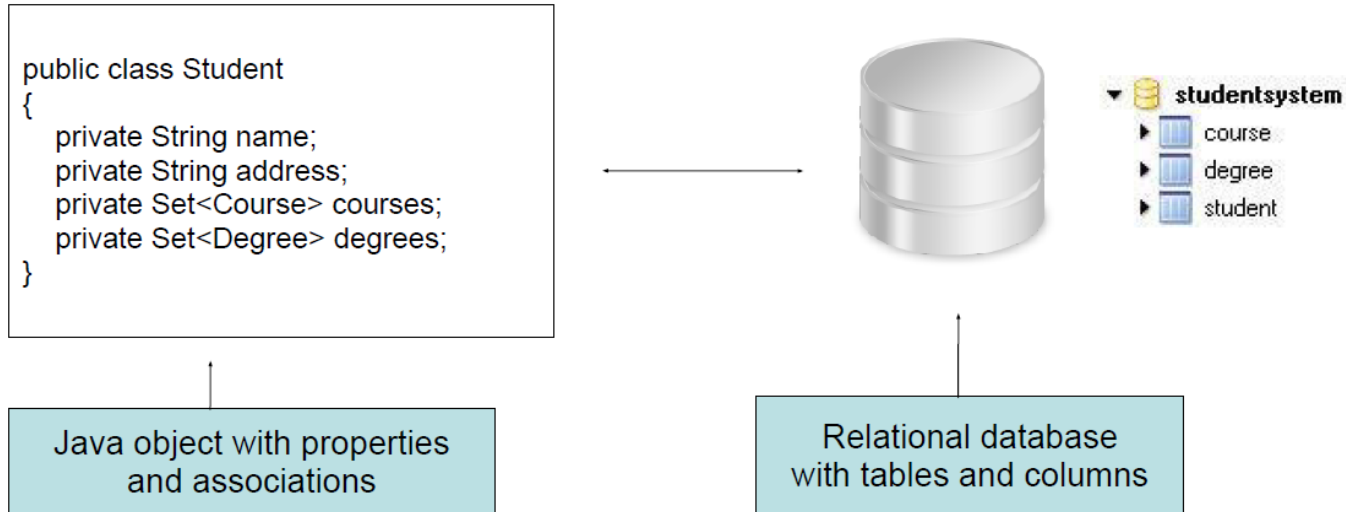 public class Student
{
private String name;
private String address;
private Set<Course> courses;
private Set<Degree> degrees;
}
studentsystem
course
degree
student
Java object with properties
and associations
Relational database
with tables and columns